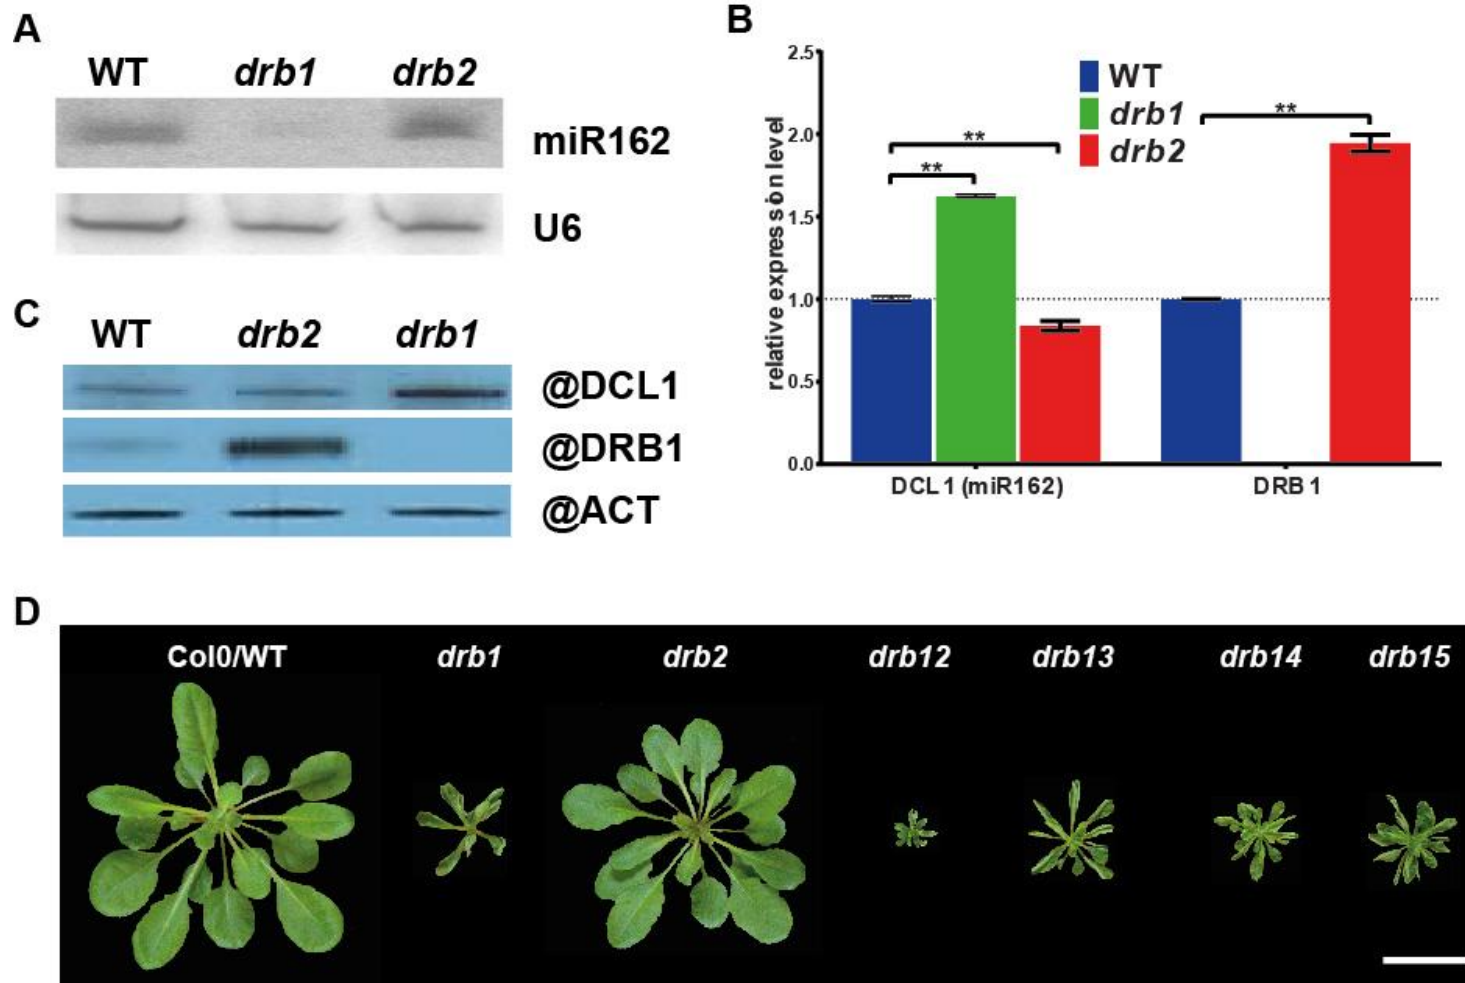 A
WT drb1 drb2
miR162
U6
B
2.5
2.0
1.5
1.0
0.5
0.0
relative expression level
WT
drb1
drb2
**
**
**
DCL1 (miR162)
DRB1
C
WT drb2 drb1
@DCL1
@DRB1
@ACT
D
Col0/WT drb1 drb2 drb12 drb13 drb14 drb15